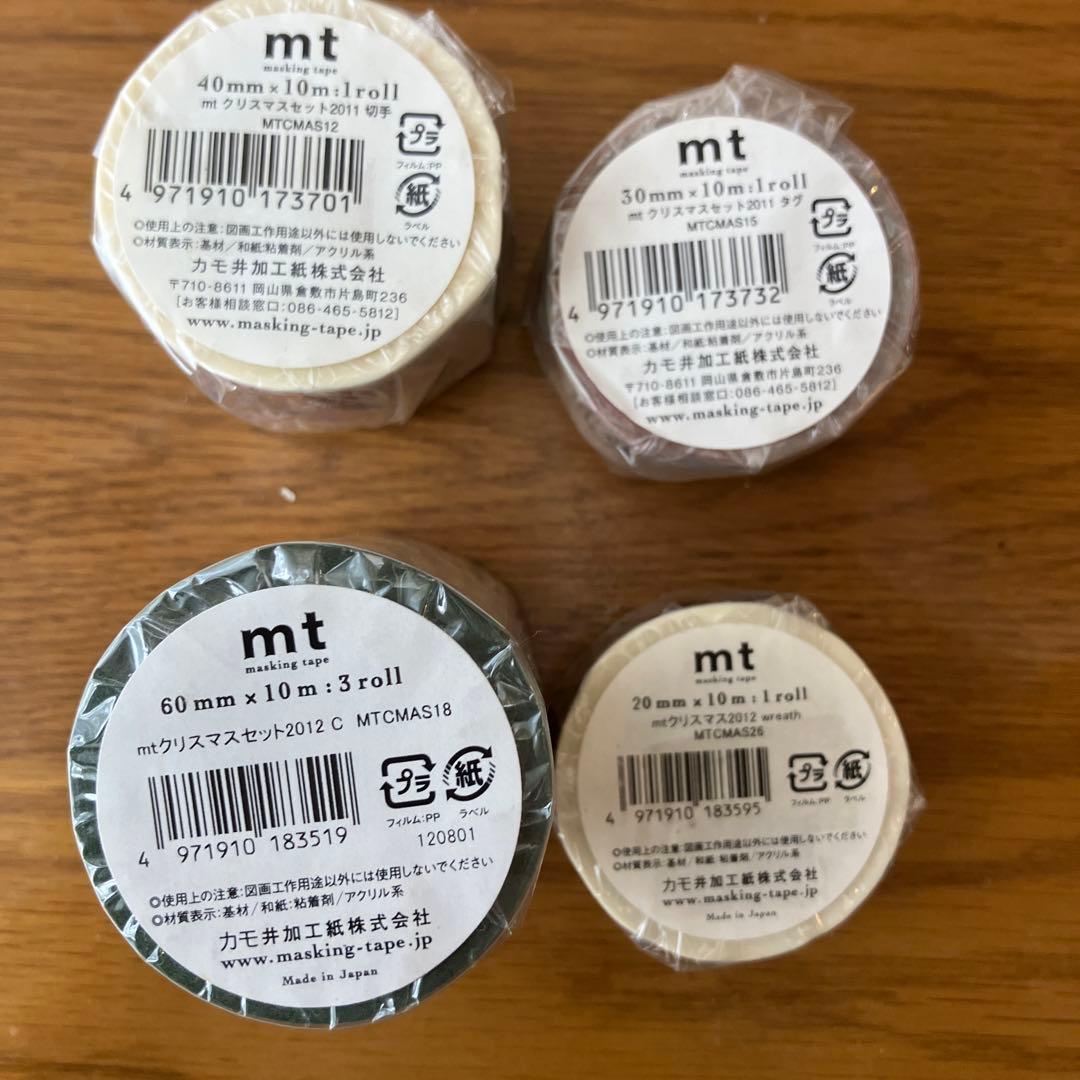 mt
masking tape
40mm×10m:1roll
mt クリスマスセット2011 切手
MTCMAS12
4 971910 173701
プラ
フィルム:PP
紙
ラベル
◎使用上の注意:図画工作用途以外には使用しないでください
◎材質表示:基材/和紙:粘着剤/アクリル系
カモ井加工紙株式会社
〒710-8611 岡山県倉敷市片島町236
[お客様相談窓口:086-465-5812]
www.masking-tape.jp
mt
masking tape
30mm×10m:1roll
mt クリスマスセット2011 タグ
MTCMAS15
4 971910 173732
プラ
フィルム:PP
紙
ラベル
◎使用上の注意:図画工作用途以外には使用しないでください
◎材質表示:基材/和紙:粘着剤/アクリル系
カモ井加工紙株式会社
〒710-8611 岡山県倉敷市片島町236
[お客様相談窓口:086-465-5812]
www.masking-tape.jp
mt
masking tape
60mm×10m:3roll
mtクリスマスセット2012 C MTCMAS18
4 971910 183519
プラ 紙
フィルム:PP ラベル
120801
◎使用上の注意:図画工作用途以外には使用しないでください
◎材質表示:基材/和紙:粘着剤/アクリル系
カモ井加工紙株式会社
www.masking-tape.jp
Made in Japan
mt
masking tape
20mm×10m:1roll
mtクリスマス2012 wreath
MTCMAS26
4 971910 183595
プラ 紙
フィルム:PP ラベル
◎使用上の注意:図画工作用途以外には使用しないでください
◎材質表示:基材/和紙:粘着剤/アクリル系
カモ井加工紙株式会社
www.masking-tape.jp
Made in Japan